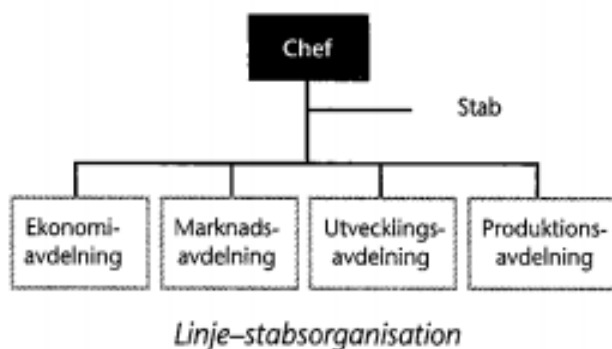 Chef
Stab
Ekonomi-
avdelning
Marknads-
avdelning
Utvecklings-
avdelning
Produktions-
avdelning
Linje–stabsorganisation